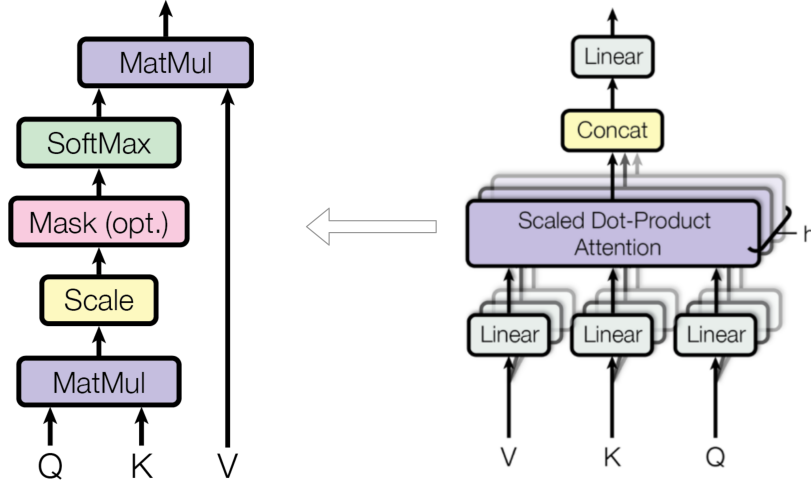 MatMul
SoftMax
Mask (opt.)
Scale
MatMul
Q K V
Linear
Concat
Scaled Dot-Product
Attention
h
Linear Linear Linear
V K Q